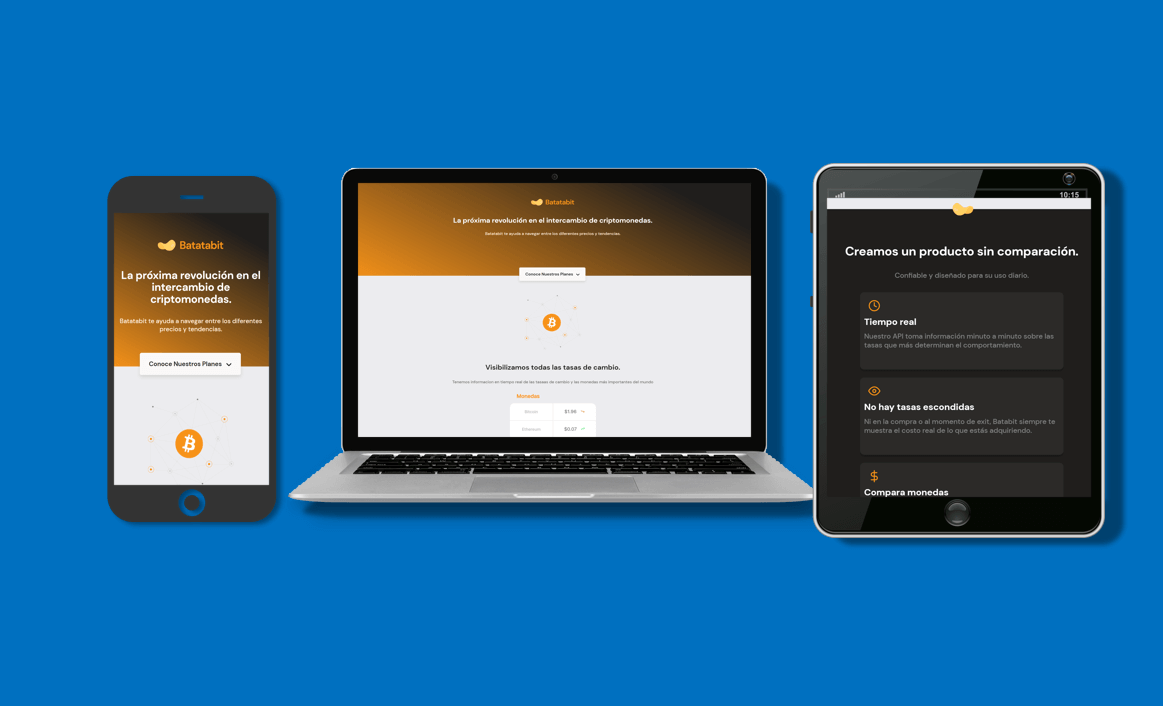 Batatabit
La próxima revolución en el
intercambio de
criptomonedas.
Batatabit te ayuda a navegar entre los diferentes
precios y tendencias.
Conoce Nuestros Planes
Batatabit
La próxima revolución en el intercambio de criptomonedas.
Batatabit te ayuda a navegar entre los diferentes precios y tendencias.
Conoce Nuestros Planes
Visibilizamos todas las tasas de cambio.
Tenemos informacion en tiempo real de las tasas de cambio y las monedas más importantes del mundo.
Monedas
Bitcoin $1.96
Ethereum $0.07
10:15
Creamos un producto sin comparación.
Confiable y diseñado para su uso diario.
Tiempo real
Nuestro API toma información minuto a minuto sobre las
tasas que más determinan el comportamiento.
No hay tasas escondidas
Ni en la compra o al momento de exit, Batabit siempre te
muestra el costo real de lo que estás adquiriendo.
Compara monedas